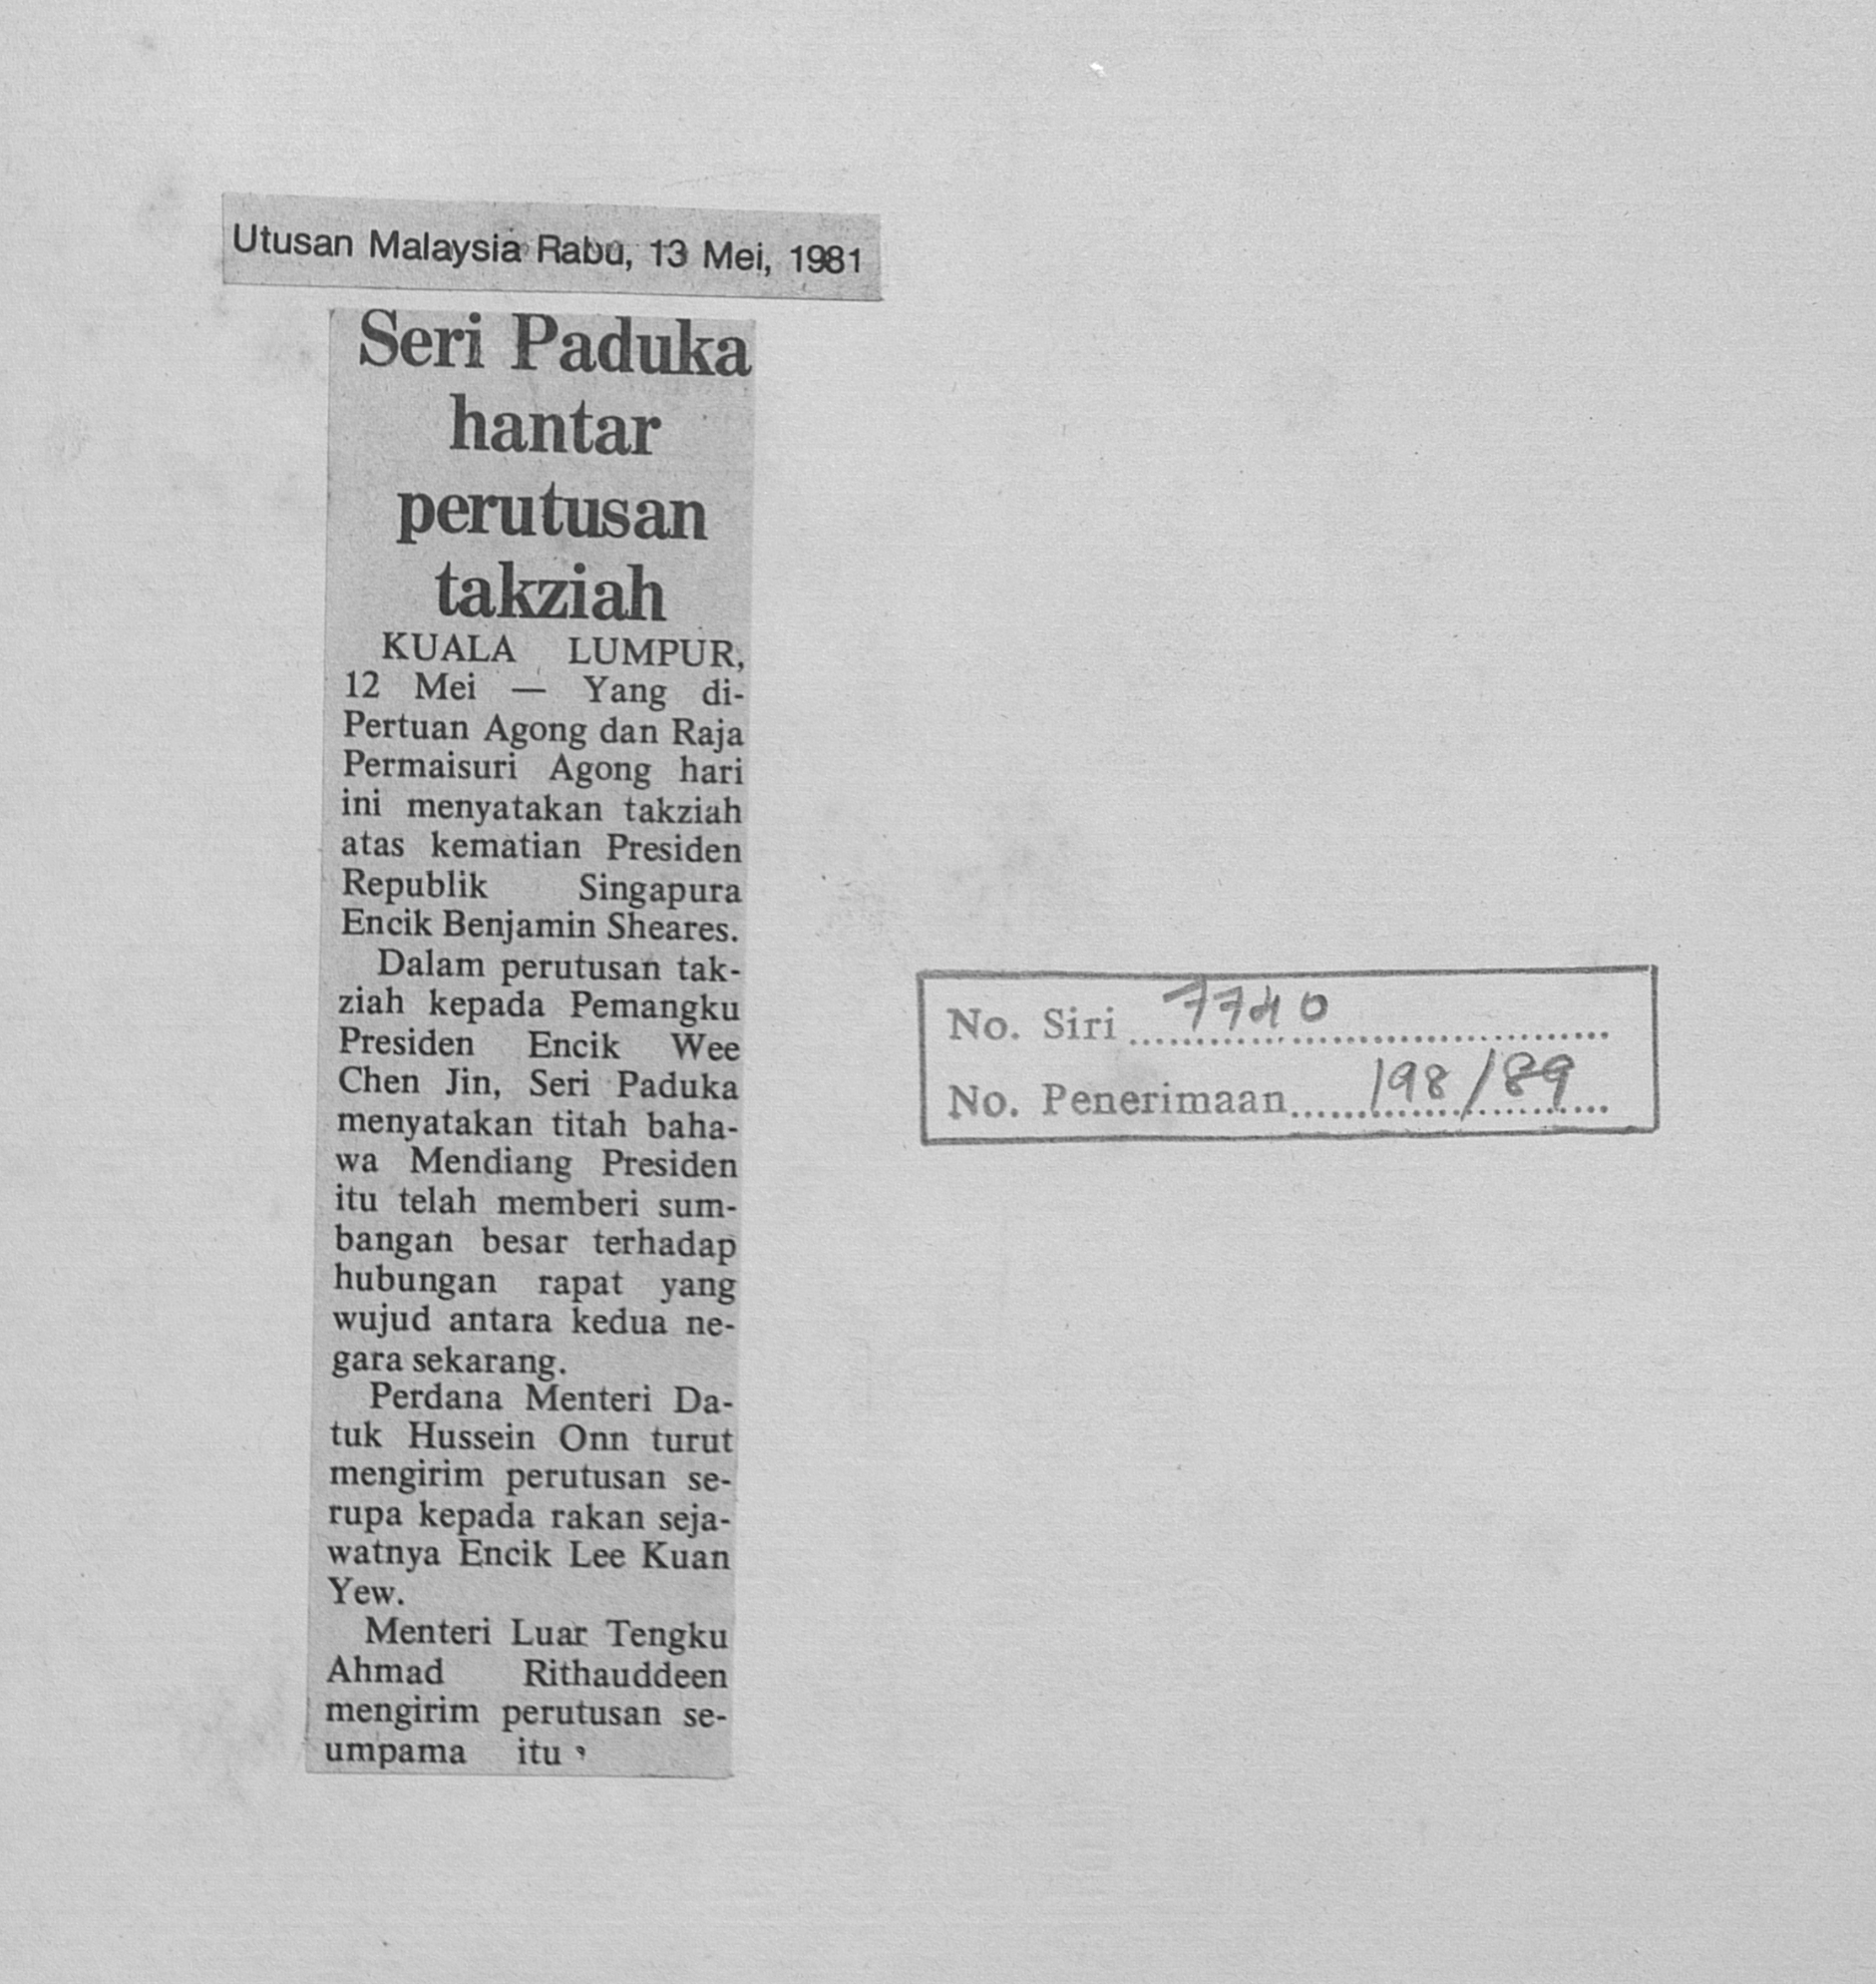 Utusan Malaysia Rabu, 13 Mei, 1981
Seri Paduka
hantar
perutusan
takziah
KUALA LUMPUR,
12 Mei — Yang di-
Pertuan Agong dan Raja
Permaisuri Agong hari
ini menyatakan takziah
atas kematian Presiden
Republik Singapura
Encik Benjamin Sheares.
Dalam perutusan tak-
ziah kepada Pemangku
Presiden Encik Wee
Chen Jin, Seri Paduka
menyatakan titah baha-
wa Mendiang Presiden
itu telah memberi sum-
bangan besar terhadap
hubungan rapat yang
wujud antara kedua ne-
gara sekarang.
Perdana Menteri Da-
tuk Hussein Onn turut
mengirim perutusan se-
rupa kepada rakan seja-
watnya Encik Lee Kuan
Yew.
Menteri Luar Tengku
Ahmad Rithauddeen
mengirim perutusan se-
umpama itu
No. Siri 7740
No. Penerimaan 198/89